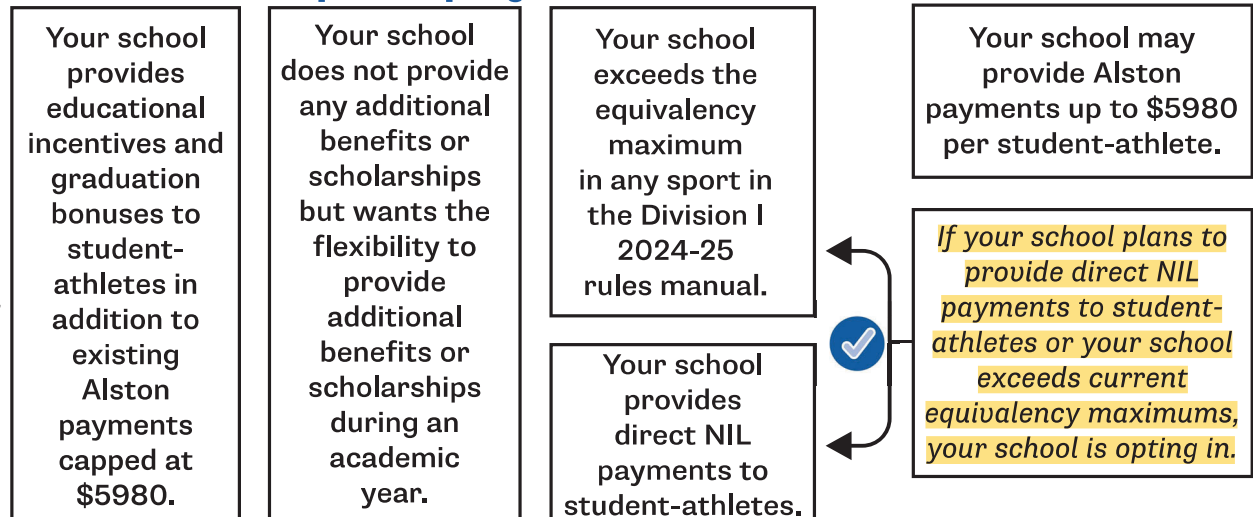 Your school
provides
educational
incentives and
graduation
bonuses to
student-
athletes in
addition to
existing
Alston
payments
capped at
$5980.
Your school
does not provide
any additional
benefits or
scholarships
but wants the
flexibility to
provide
additional
benefits or
scholarships
during an
academic
year.
Your school
exceeds the
equivalency
maximum
in any sport in
the Division I
2024-25
rules manual.
Your school
provides
direct NIL
payments to
student-athletes.
Your school may
provide Alston
payments up to $5980
per student-athlete.
If your school plans to
provide direct NIL
payments to student-
athletes or your school
exceeds current
equivalency maximums,
your school is opting in.